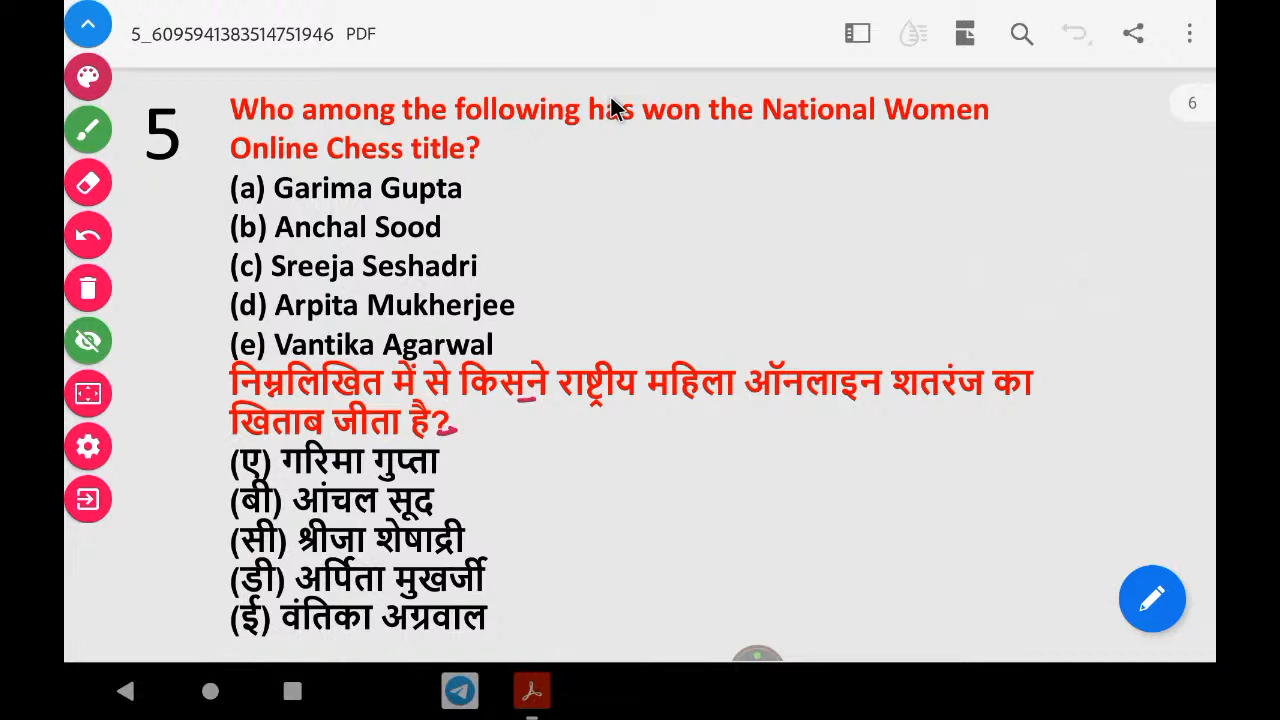 5_6095941383514751946 PDF
6
5
Who among the following has won the National Women
Online Chess title?
(a) Garima Gupta
(b) Anchal Sood
(c) Sreeja Seshadri
(d) Arpita Mukherjee
(e) Vantika Agarwal
निम्नलिखित में से किसने राष्ट्रीय महिला ऑनलाइन शतरंज का
खिताब जीता है?
(ए) गरिमा गुप्ता
(बी) आंचल सूद
(सी) श्रीजा शेषाद्री
(डी) अर्पिता मुखर्जी
(ई) वंतिका अग्रवाल